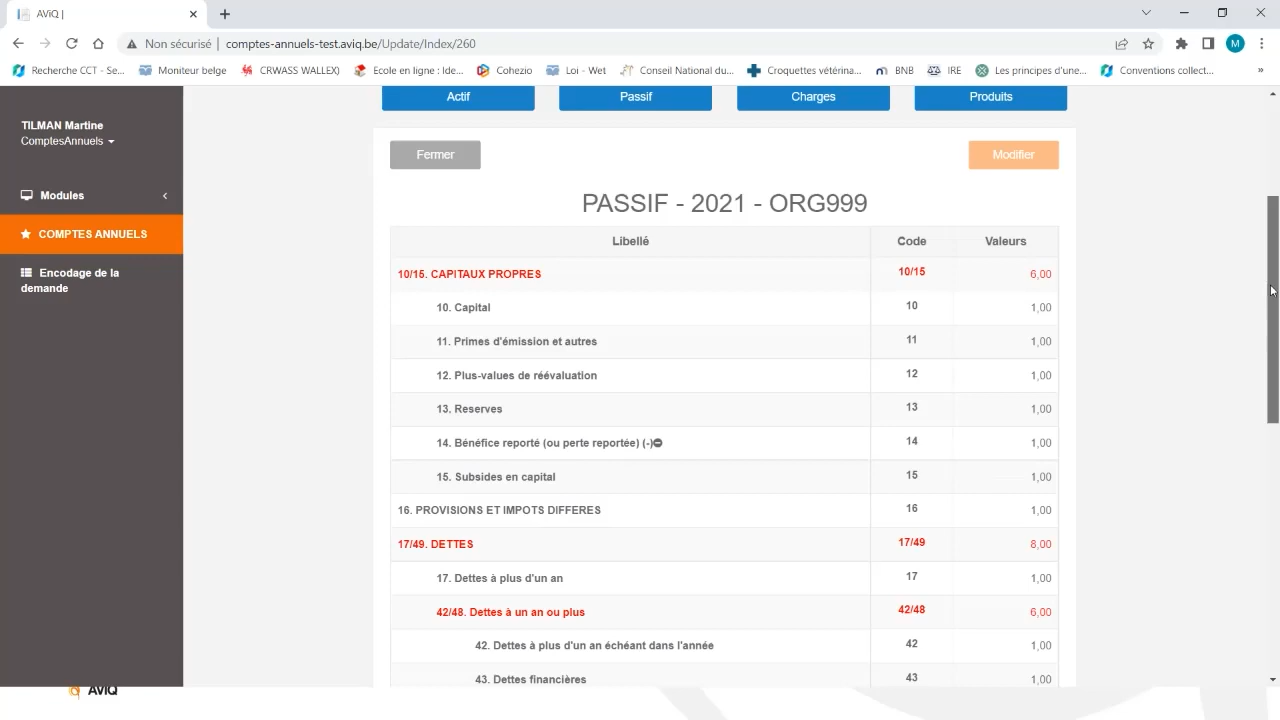 AViQ |
Non sécurisé | comptes-annuels-test.aviq.be/Update/Index/260
M
Recherche CCT - Se...
Moniteur belge
CRWASS WALLEX)
Ecole en ligne : Ide...
Cohezio
Loi - Wet
Conseil National du...
Croquettes vétérina...
BNB
IRE
Les principes d'une...
Conventions collect...
»
TILMAN Martine
ComptesAnnuels
Modules
COMPTES ANNUELS
Encodage de la
demande
Actif
Passif
Charges
Produits
Fermer
Modifier
PASSIF - 2021 - ORG999
Libellé Code Valeurs
10/15. CAPITAUX PROPRES 10/15 6,00
10. Capital 10 1,00
11. Primes d'émission et autres 11 1,00
12. Plus-values de réévaluation 12 1,00
13. Reserves 13 1,00
14. Bénéfice reporté (ou perte reportée) (-) 14 1,00
15. Subsides en capital 15 1,00
16. PROVISIONS ET IMPOTS DIFFERES 16 1,00
17/49. DETTES 17/49 8,00
17. Dettes à plus d'un an 17 1,00
42/48. Dettes à un an ou plus 42/48 6,00
42. Dettes à plus d'un an échéant dans l'année 42 1,00
43. Dettes financières 43 1,00
AVIQ